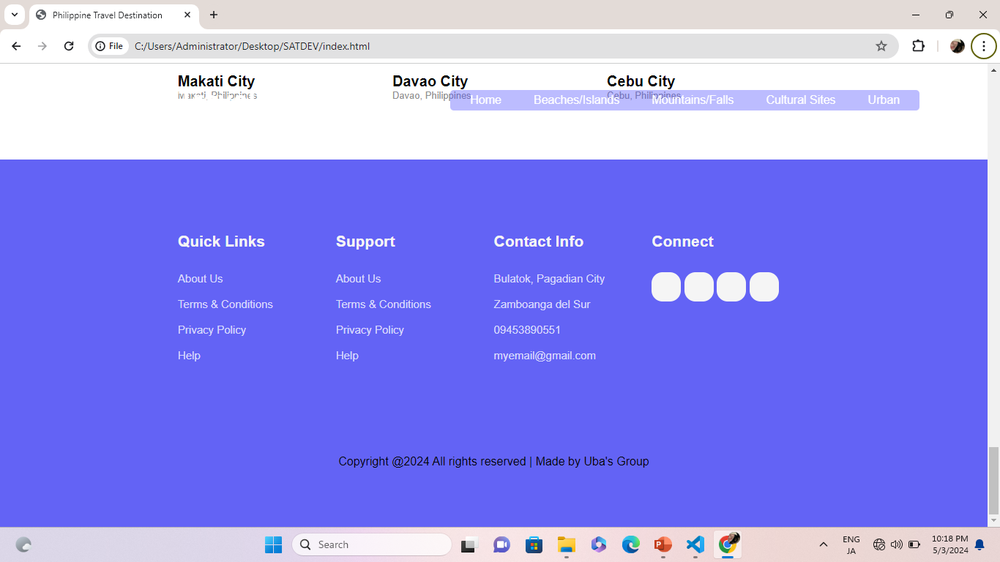 Philippine Travel Destination
File
C:/Users/Administrator/Desktop/SATDEV/index.html
Makati City
Davao City
Cebu City
Makati, Philippines
Davao, Philippines
Cebu, Philippines
Home
Beaches/Islands
Mountains/Falls
Cultural Sites
Urban
Quick Links
Support
Contact Info
Connect
About Us
About Us
Bulatok, Pagadian City
Terms & Conditions
Terms & Conditions
Zamboanga del Sur
Privacy Policy
Privacy Policy
09453890551
Help
Help
myemail@gmail.com
Copyright @2024 All rights reserved | Made by Uba's Group
Search
ENG
JA
10:18 PM
5/3/2024